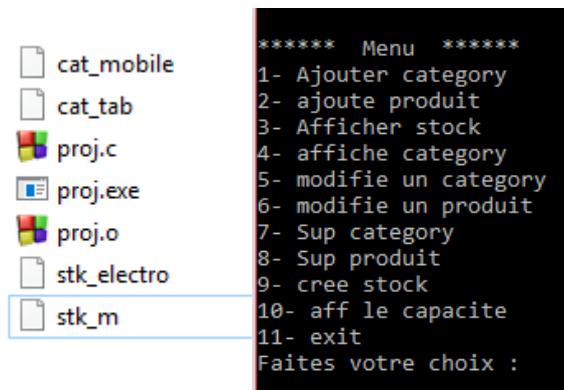 cat_mobile
cat_tab
proj.c
proj.exe
proj.o
stk_electro
stk_m
****** Menu ******
1- Ajouter category
2- ajoute produit
3- Afficher stock
4- affiche category
5- modifie un category
6- modifie un produit
7- Sup category
8- Sup produit
9- cree stock
10- aff le capacite
11- exit
Faites votre choix :